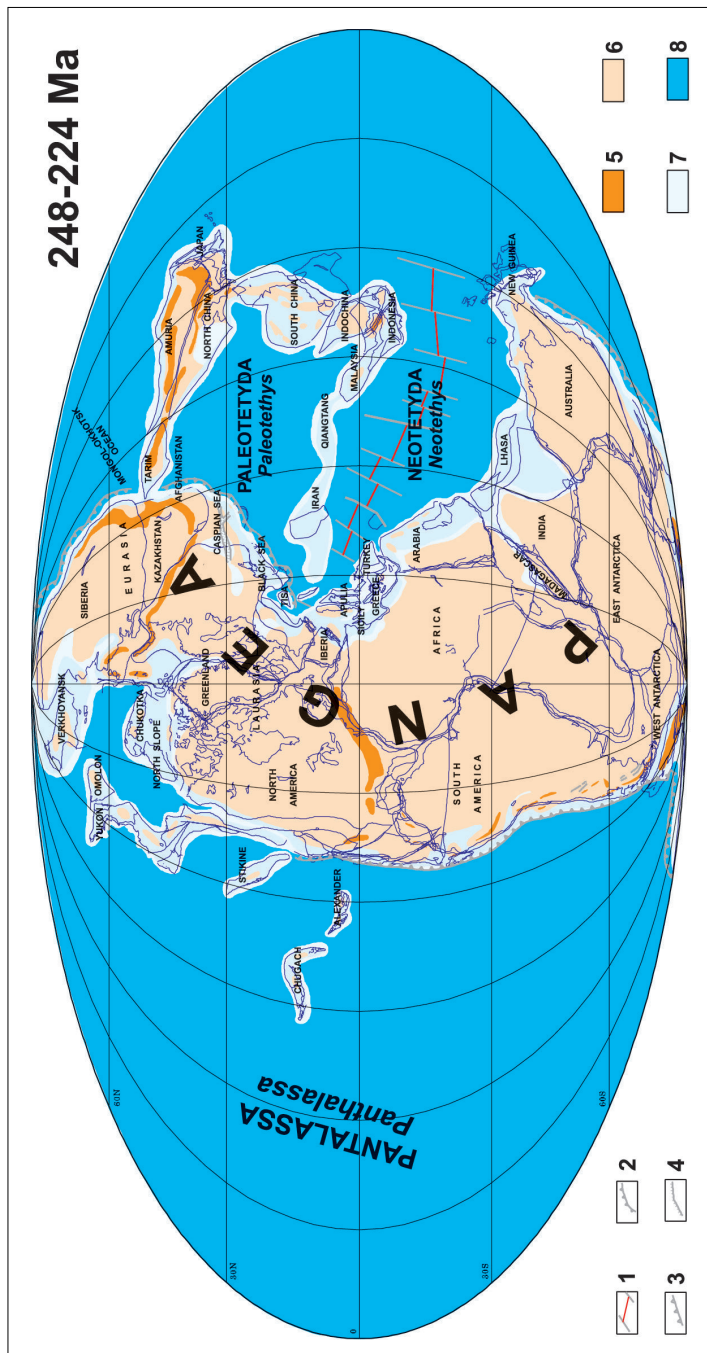 248-224 Ma
PANTALASSA
Panthalassa
60N
30N
0
30S
60S
VERKHOYANSK
OMOLON
YUKON
CHUKOTKA
NORTH SLOPE
STIKINE
ALEXANDER
CHUGACH
SIBERIA
EURASIA
KAZAKHSTAN
GREENLAND
LAURASIA
NORTH
AMERICA
SOUTH
AMERICA
AFRICA
IBERIA
APULIA
SICILY
GREECE
TURKEY
TISA
BLACK SEA
CASPIAN SEA
AFGHANISTAN
TARIM
MONGOL-OKHOTSK
OCEAN
AMURIA
NORTH CHINA
JAPAN
SOUTH CHINA
INDOCHINA
INDONESIA
MALAYSIA
QIANGTANG
IRAN
PALEOTETYDA
Paleotethys
NEOTETYDA
Neotethys
ARABIA
LHASA
INDIA
MADAGASCAR
AUSTRALIA
NEW GUINEA
EAST ANTARCTICA
WEST ANTARCTICA
PANGEA
1
2
3
4
5
6
7
8